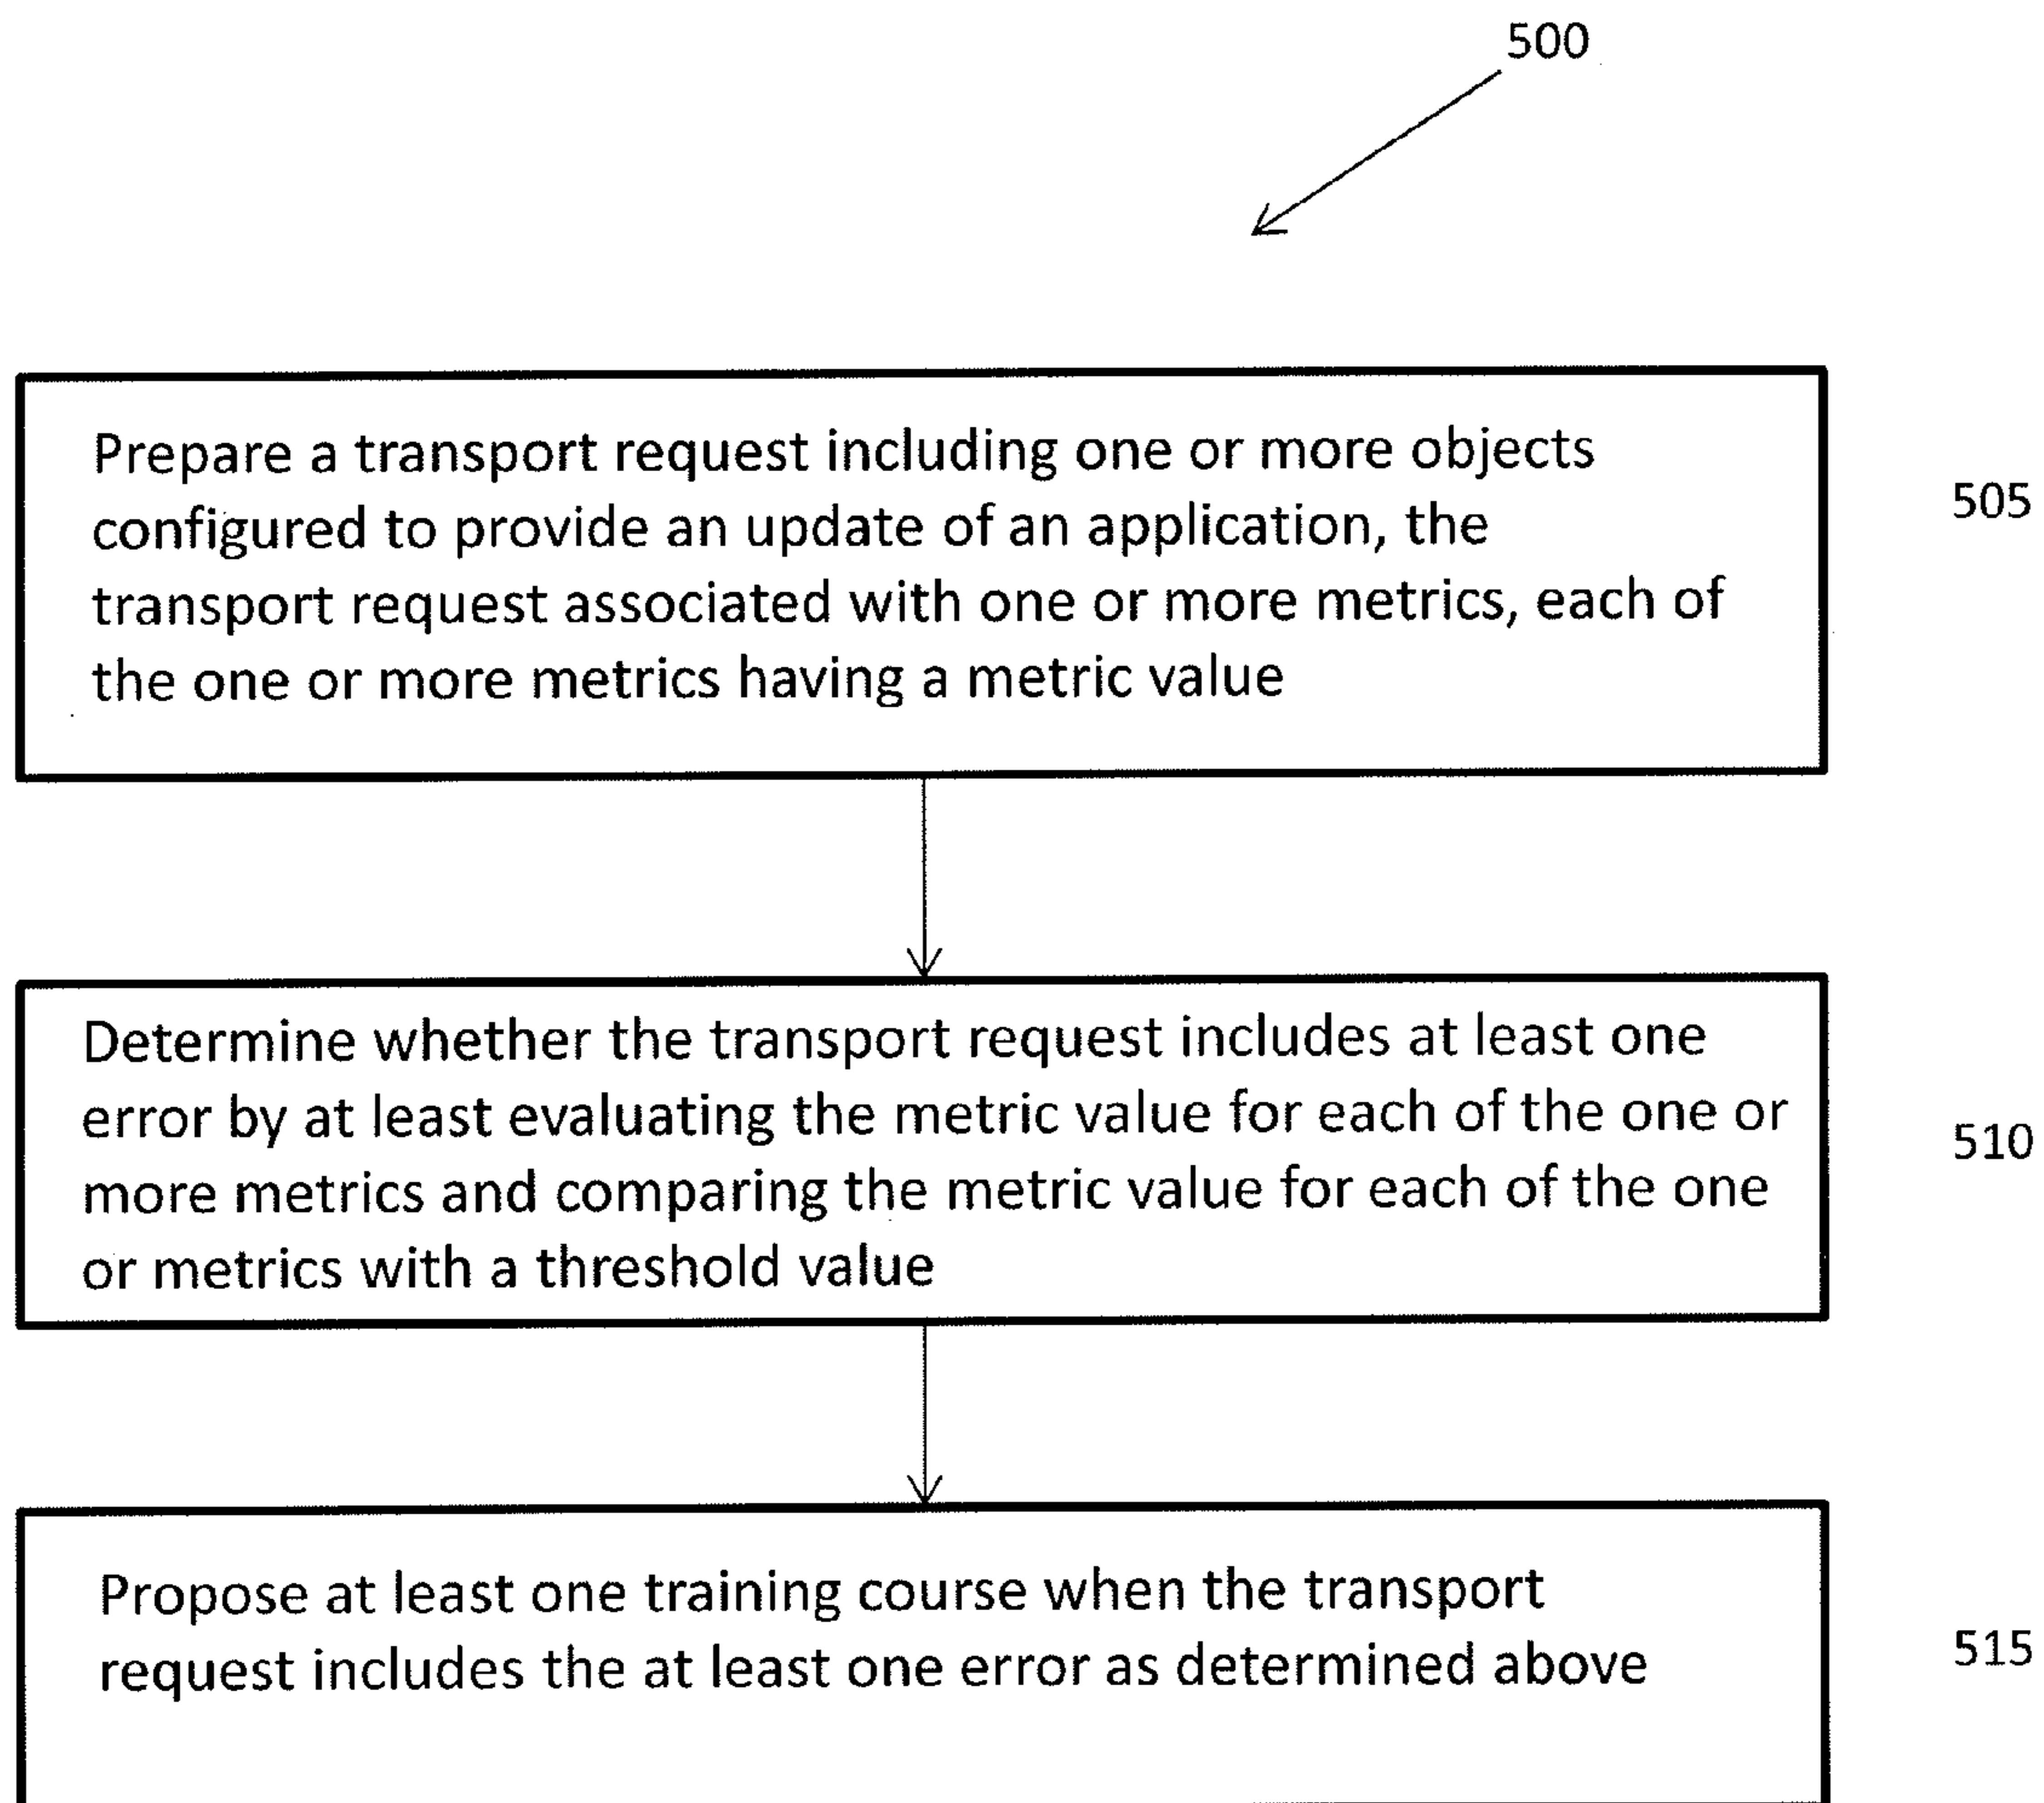 500
Prepare a transport request including one or more objects
configured to provide an update of an application, the
transport request associated with one or more metrics, each of
the one or more metrics having a metric value
505
Determine whether the transport request includes at least one
error by at least evaluating the metric value for each of the one or
more metrics and comparing the metric value for each of the one
or metrics with a threshold value
510
Propose at least one training course when the transport
request includes the at least one error as determined above
515